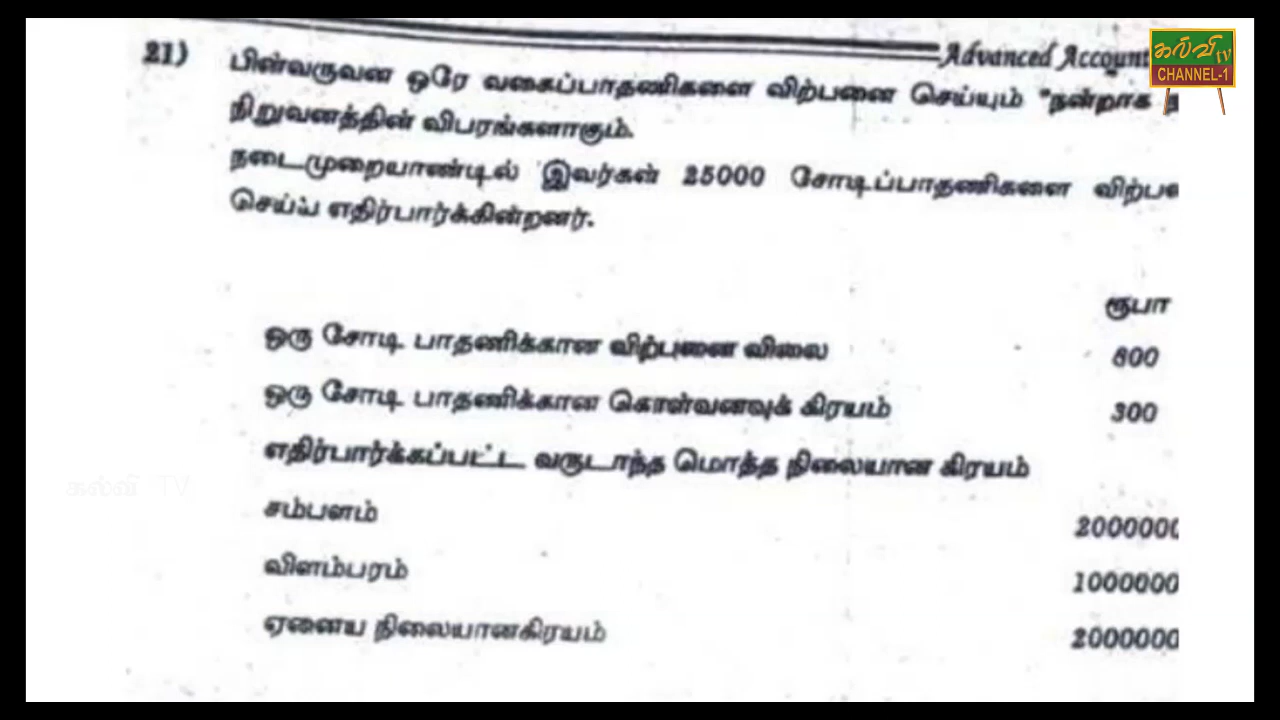 Advanced Account
கல்வி TV
CHANNEL-1
21) பின்வருவன ஒரே வகைப்பாதணிகளை விற்பனை செய்யும் "நன்றாக ந
நிறுவனத்தின் விபரங்களாகும்.
நடைமுறையாண்டில் இவர்கள் 25000 சோடிப்பாதணிகளை விற்பனை
செய்ய எதிர்பார்க்கின்றனர்.
ரூபா
ஒரு சோடி பாதணிக்கான விற்பனை விலை 800
ஒரு சோடி பாதணிக்கான கொள்வனவுக் கிரயம் 300
எதிர்பார்க்கப்பட்ட வருடாந்த மொத்த நிலையான கிரயம்
சம்பளம் 2000000
விளம்பரம் 1000000
ஏனைய நிலையானகிரயம் 2000000